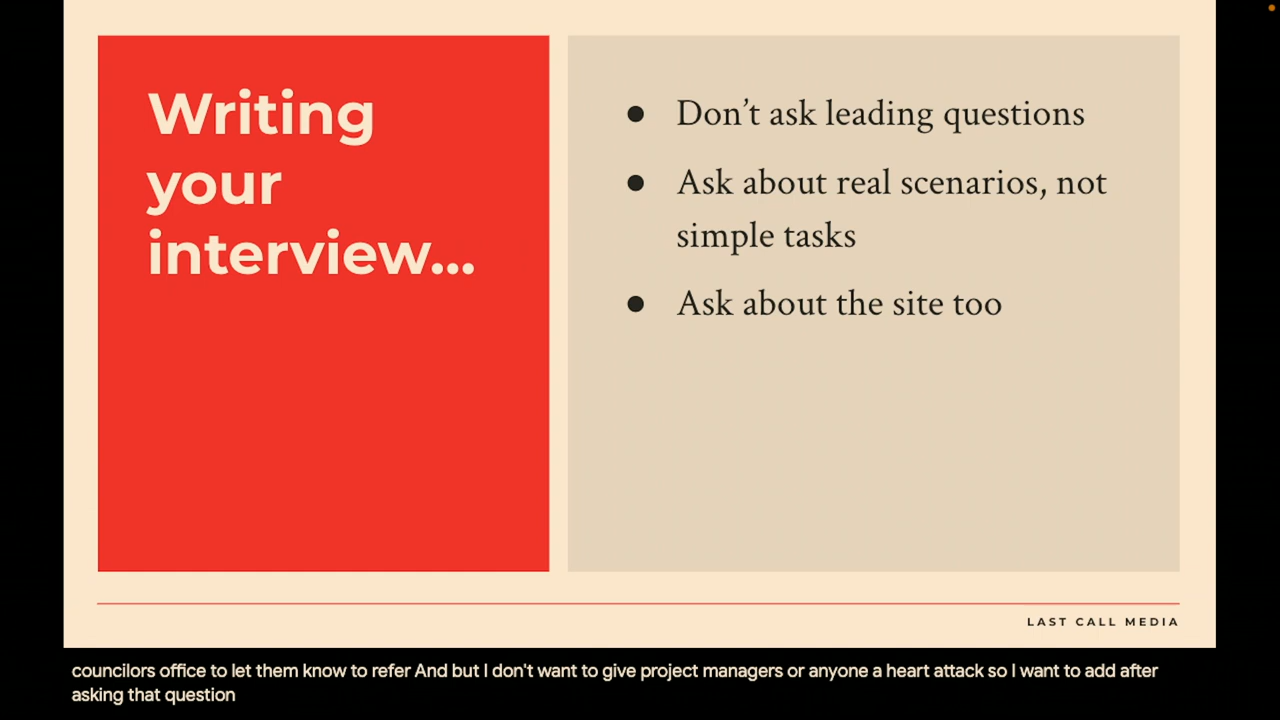 Writing
your
interview...
Don't ask leading questions
Ask about real scenarios, not
simple tasks
Ask about the site too
LAST CALL MEDIA
councilors office to let them know to refer And but I don't want to give project managers or anyone a heart attack so I want to add after
asking that question